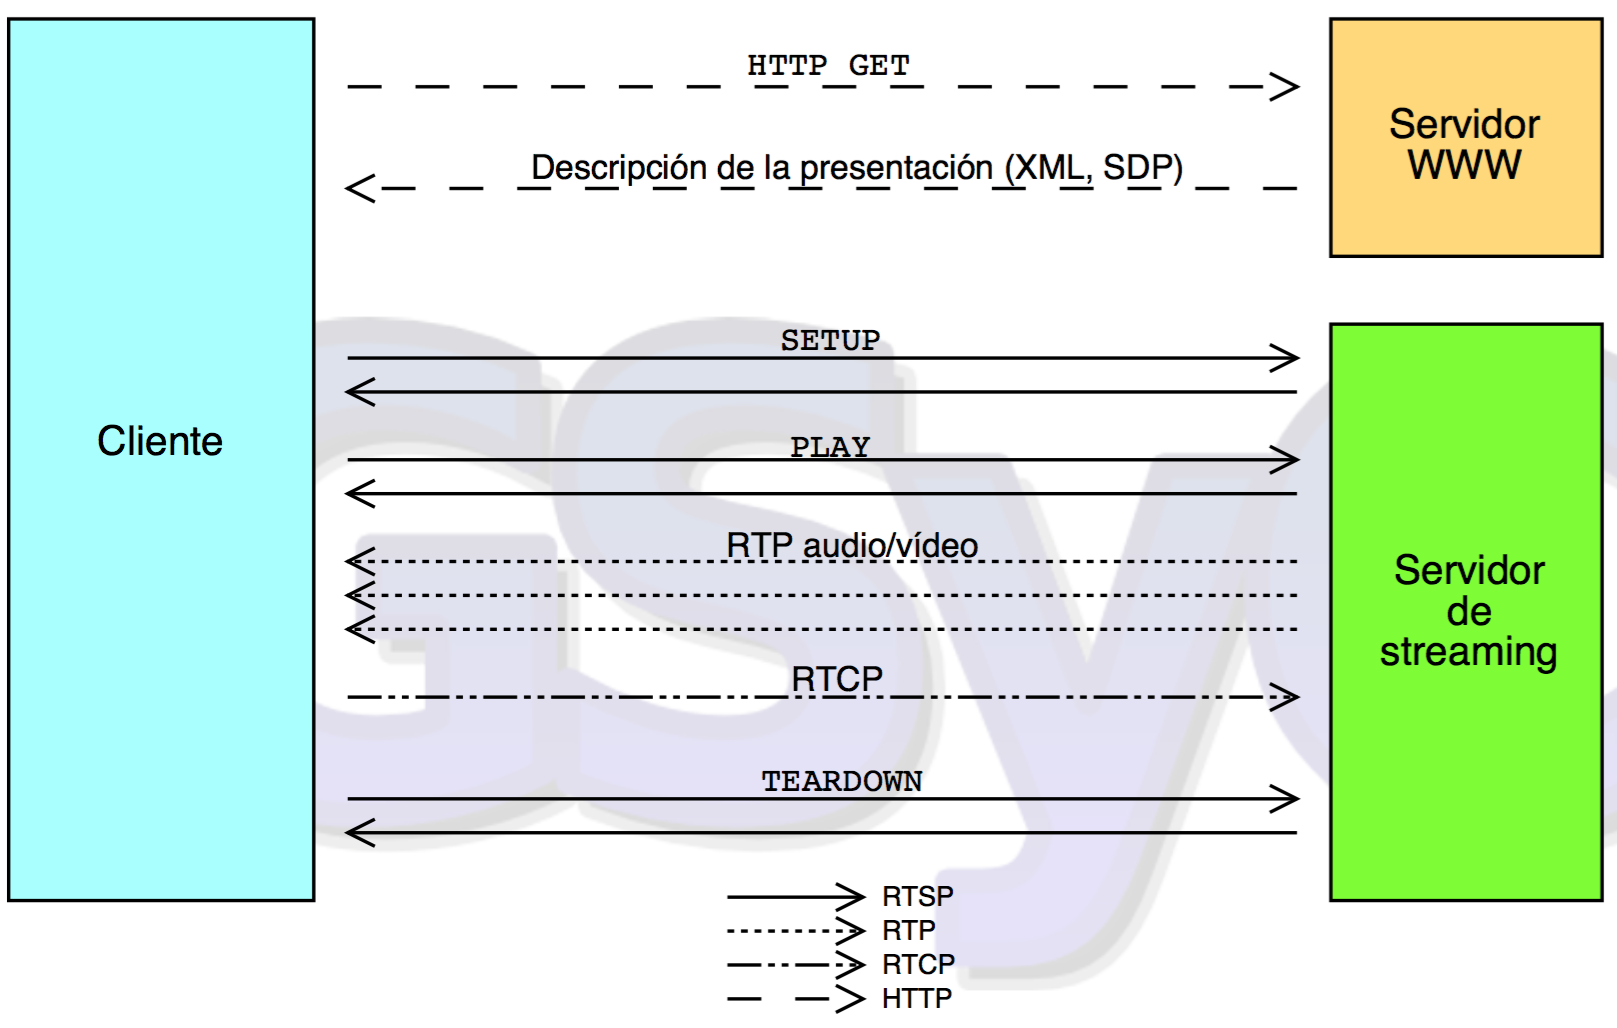 HTTP GET
Descripción de la presentación (XML, SDP)
Servidor
WWW
Cliente
SETUP
PLAY
RTP audio/vídeo
RTCP
TEARDOWN
Servidor
de
streaming
RTSP
RTP
RTCP
HTTP
GSyC